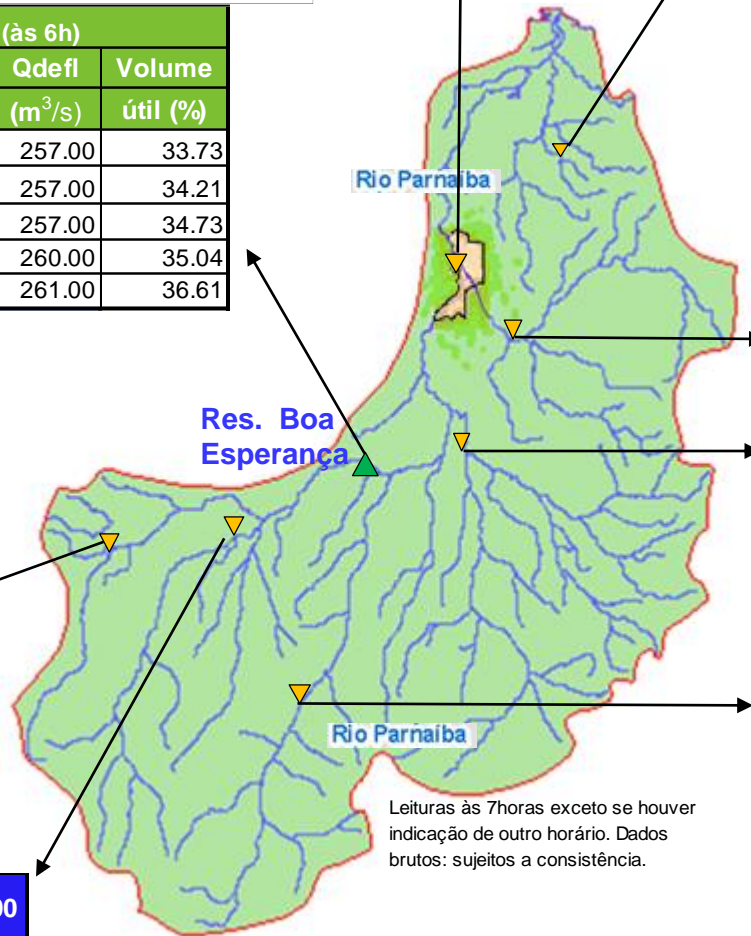 (às 6h)
Qdefl Volume
(m³/s) útil (%)
257.00 33.73
257.00 34.21
257.00 34.73
260.00 35.04
261.00 36.61
Rio Parnaíba
Res. Boa
Esperança
Rio Parnaíba
Leituras às 7horas exceto se houver
indicação de outro horário. Dados
brutos: sujeitos a consistência.